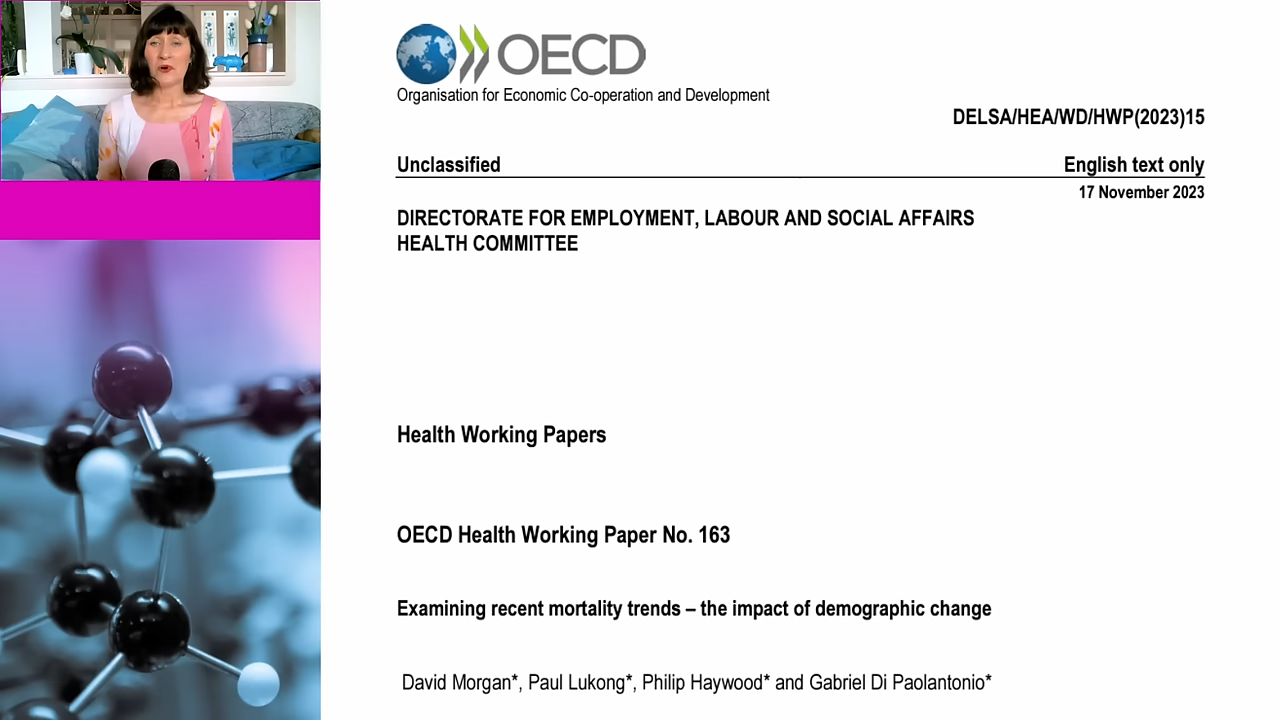 OECD
Organisation for Economic Co-operation and Development
DELSA/HEA/WD/HWP(2023)15
Unclassified English text only
17 November 2023
DIRECTORATE FOR EMPLOYMENT, LABOUR AND SOCIAL AFFAIRS
HEALTH COMMITTEE
Health Working Papers
OECD Health Working Paper No. 163
Examining recent mortality trends – the impact of demographic change
David Morgan*, Paul Lukong*, Philip Haywood* and Gabriel Di Paolantonio*